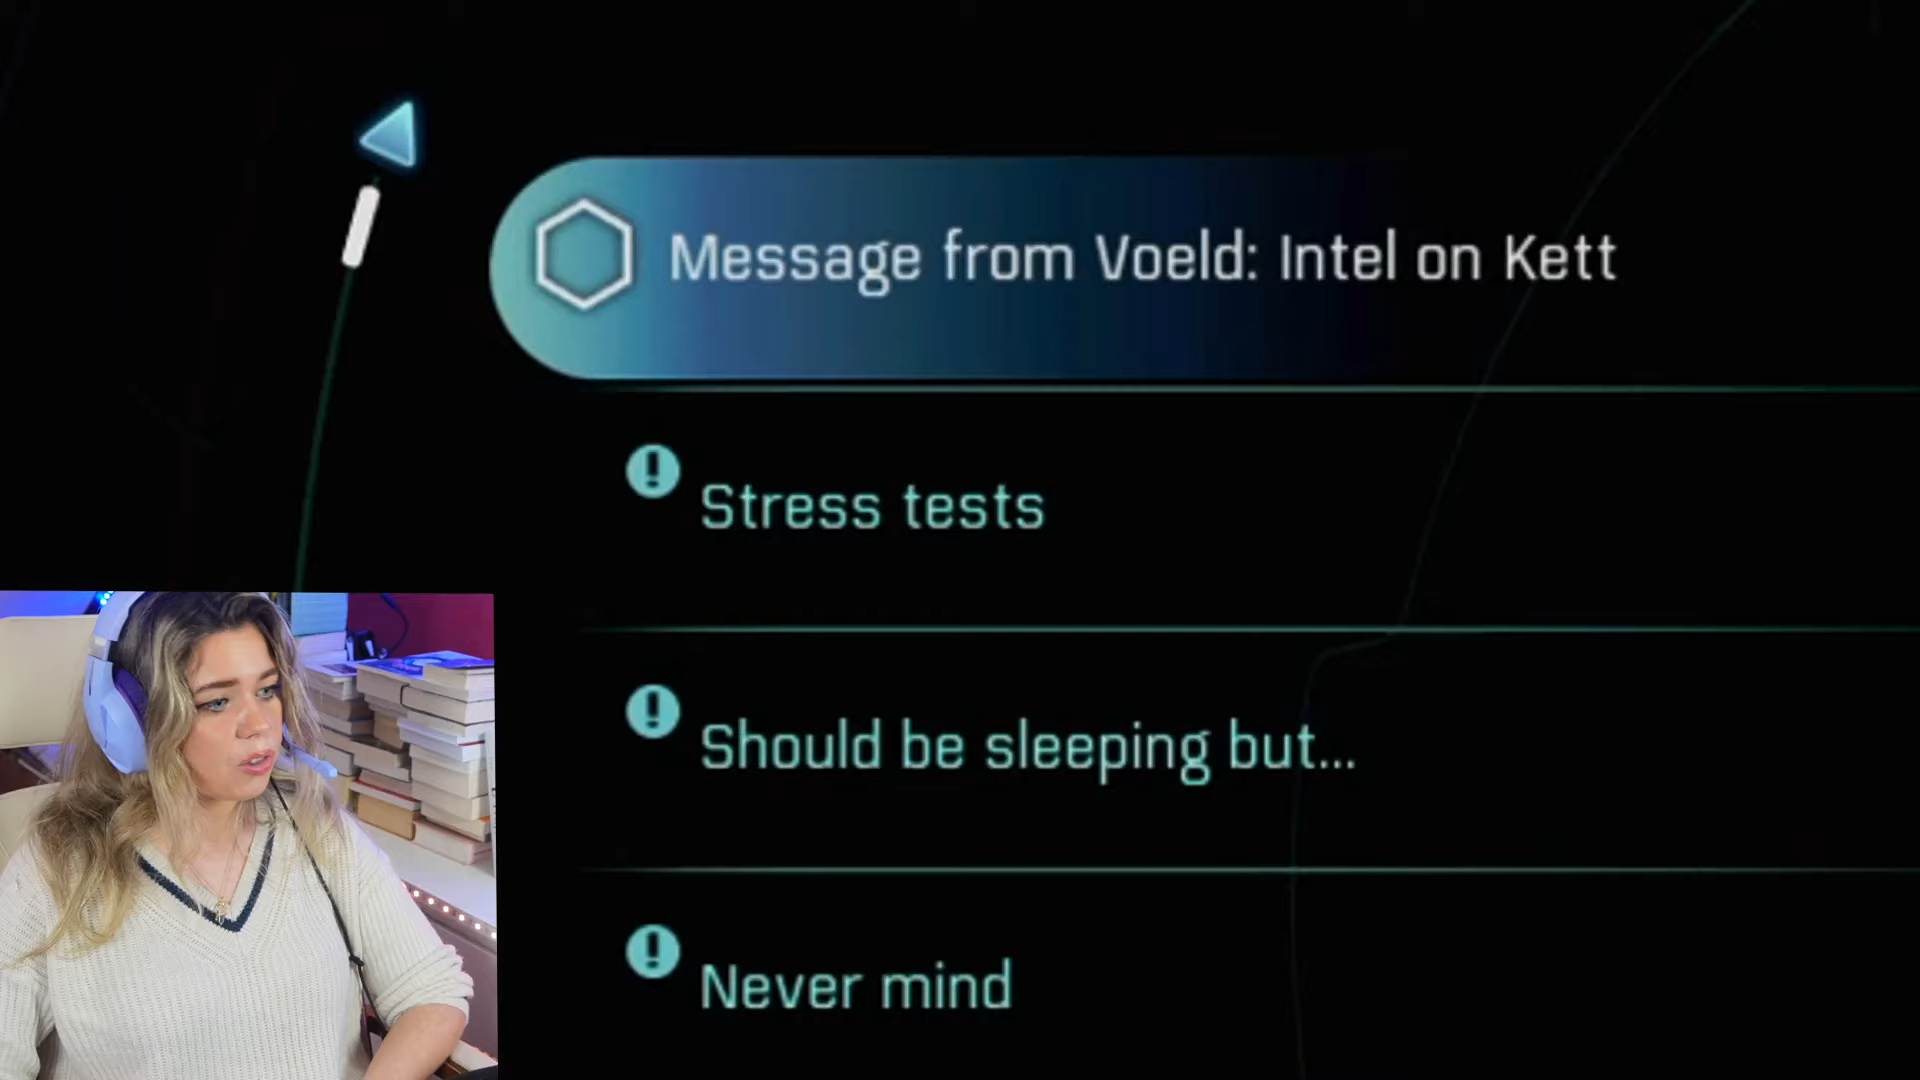 Message from Voeld: Intel on Kett
Stress tests
Should be sleeping but...
Never mind